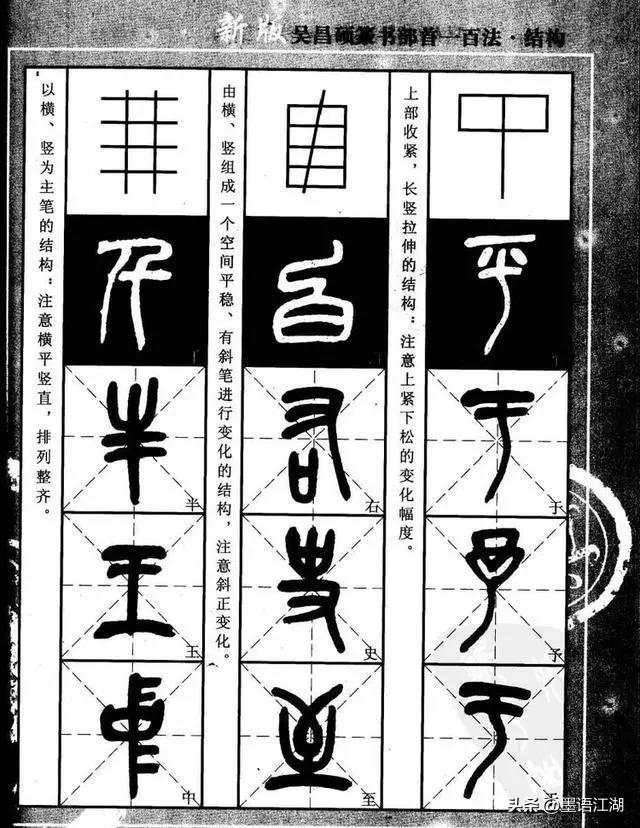 新版 吴昌硕篆书部首一百法·结构
上部收紧，长竖拉伸的结构：注意上紧下松的变化幅度。
平
于
予
由横、竖组成一个空间平稳、有斜笔进行变化的结构，注意斜正变化。
右
史
至
以横、竖为主笔的结构：注意横平竖直，排列整齐。
半
王
中
头条@墨语江湖